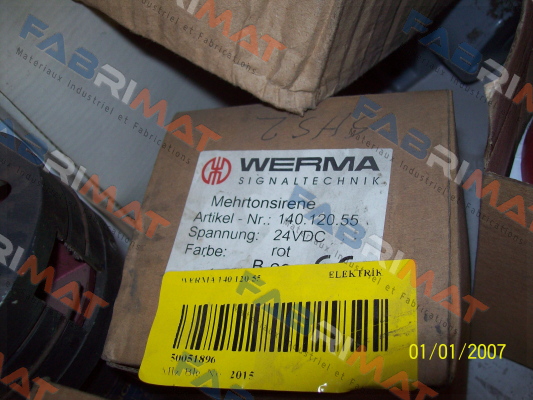 WERMA
SIGNALTECHNIK
Mehrtonsirene
Artikel - Nr.: 140.120.55
Spannung: 24VDC
Farbe: rot
WERMA 140 120 55 ELEKTRIK
50051896
2015
01/01/2007
FABRIMAT
Materiaux Industriel et Fabrications